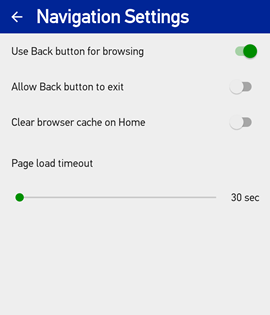 Navigation Settings
Use Back button for browsing
Allow Back button to exit
Clear browser cache on Home
Page load timeout
30 sec